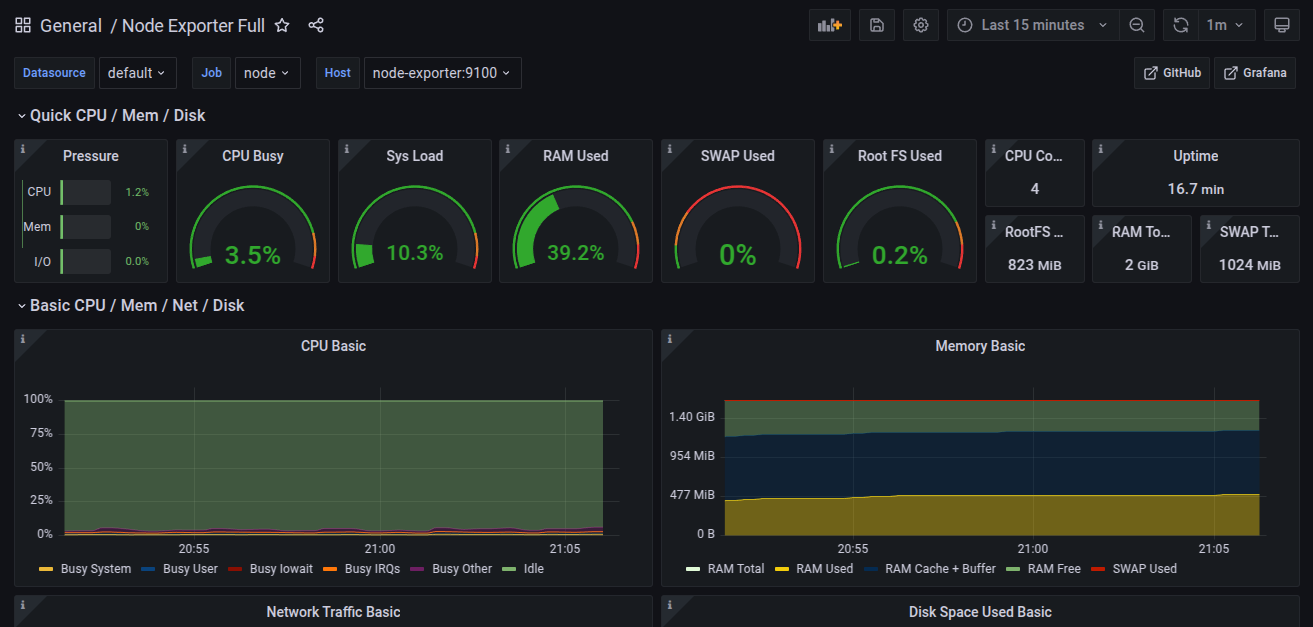 General / Node Exporter Full
Last 15 minutes
1m
Datasource default Job node Host node-exporter:9100 GitHub Grafana
Quick CPU / Mem / Disk
Pressure
CPU 1.2%
Mem 0%
I/O 0.0%
CPU Busy
3.5%
Sys Load
10.3%
RAM Used
39.2%
SWAP Used
0%
Root FS Used
0.2%
CPU Co...
4
Uptime
16.7 min
RootFS ...
823 MiB
RAM To...
2 GiB
SWAP T...
1024 MiB
Basic CPU / Mem / Net / Disk
CPU Basic
100%
75%
50%
25%
0%
20:55 21:00 21:05
Busy System Busy User Busy Iowait Busy IRQs Busy Other Idle
Memory Basic
1.40 GiB
954 MiB
477 MiB
0 B
20:55 21:00 21:05
RAM Total RAM Used RAM Cache + Buffer RAM Free SWAP Used
Network Traffic Basic
Disk Space Used Basic